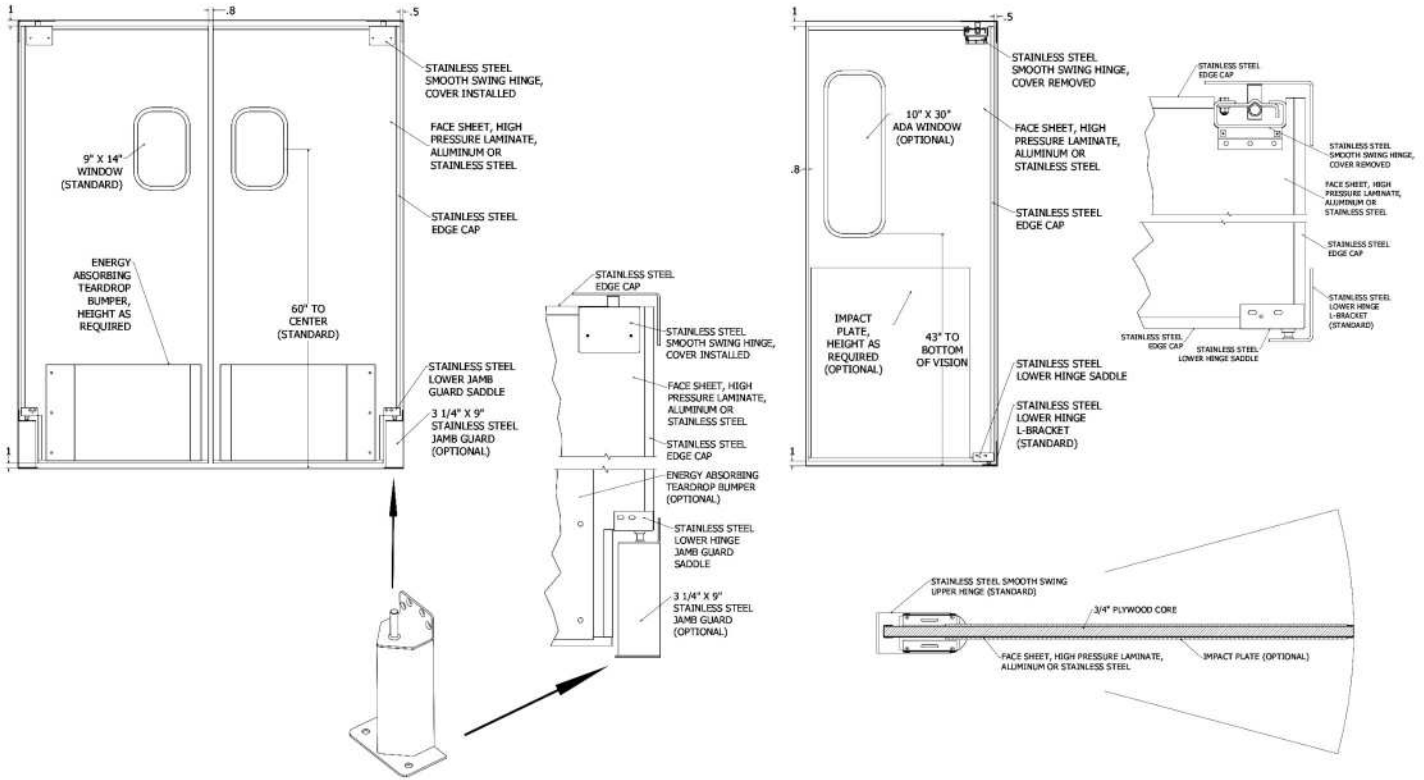 1
.8
.5
STAINLESS STEEL
SMOOTH SWING HINGE,
COVER INSTALLED
FACE SHEET, HIGH
PRESSURE LAMINATE,
ALUMINUM OR
STAINLESS STEEL
9" X 14"
WINDOW
(STANDARD)
STAINLESS STEEL
EDGE CAP
ENERGY
ABSORBING
TEARDROP
BUMPER,
HEIGHT AS
REQUIRED
60" TO
CENTER
(STANDARD)
STAINLESS STEEL
LOWER JAMB
GUARD SADDLE
3 1/4" X 9"
STAINLESS STEEL
JAMB GUARD
(OPTIONAL)
1
STAINLESS STEEL
EDGE CAP
STAINLESS STEEL
SMOOTH SWING HINGE,
COVER INSTALLED
FACE SHEET, HIGH
PRESSURE LAMINATE,
ALUMINUM OR
STAINLESS STEEL
STAINLESS STEEL
EDGE CAP
ENERGY ABSORBING
TEARDROP BUMPER
(OPTIONAL)
STAINLESS STEEL
LOWER HINGE
JAMB GUARD
SADDLE
3 1/4" X 9"
STAINLESS STEEL
JAMB GUARD
(OPTIONAL)
1
.5
STAINLESS STEEL
SMOOTH SWING HINGE,
COVER REMOVED
10" X 30"
ADA WINDOW
(OPTIONAL)
FACE SHEET, HIGH
PRESSURE LAMINATE,
ALUMINUM OR
STAINLESS STEEL
.8
STAINLESS STEEL
EDGE CAP
IMPACT
PLATE,
HEIGHT AS
REQUIRED
(OPTIONAL)
43" TO
BOTTOM
OF VISION
STAINLESS STEEL
LOWER HINGE SADDLE
STAINLESS STEEL
LOWER HINGE
L-BRACKET
(STANDARD)
1
STAINLESS STEEL
EDGE CAP
STAINLESS STEEL
SMOOTH SWING HINGE,
COVER REMOVED
FACE SHEET, HIGH
PRESSURE LAMINATE,
ALUMINUM OR
STAINLESS STEEL
STAINLESS STEEL
EDGE CAP
STAINLESS STEEL
LOWER HINGE
L-BRACKET
(STANDARD)
STAINLESS STEEL
EDGE CAP
STAINLESS STEEL
LOWER HINGE SADDLE
STAINLESS STEEL SMOOTH SWING
UPPER HINGE (STANDARD)
3/4" PLYWOOD CORE
FACE SHEET, HIGH PRESSURE LAMINATE,
ALUMINUM OR STAINLESS STEEL
IMPACT PLATE (OPTIONAL)